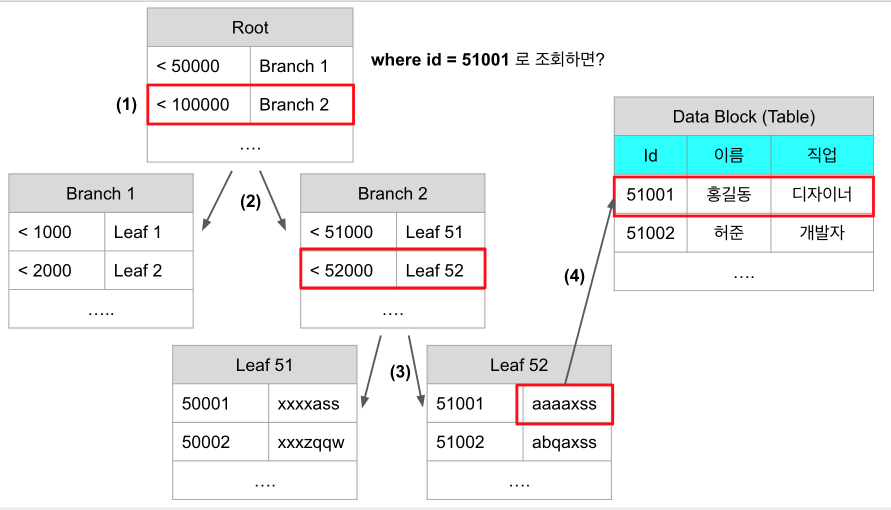 Root
where id = 51001 로 조회하면?
< 50000 Branch 1
(1) < 100000 Branch 2
....
Data Block (Table)
Id 이름 직업
51001 홍길동 디자이너
51002 허준 개발자
....
(2)
Branch 1
< 1000 Leaf 1
< 2000 Leaf 2
.....
Branch 2
< 51000 Leaf 51
< 52000 Leaf 52
....
(4)
(3)
Leaf 51
50001 xxxxass
50002 xxxzqqw
....
Leaf 52
51001 aaaaxss
51002 abqaxss
....